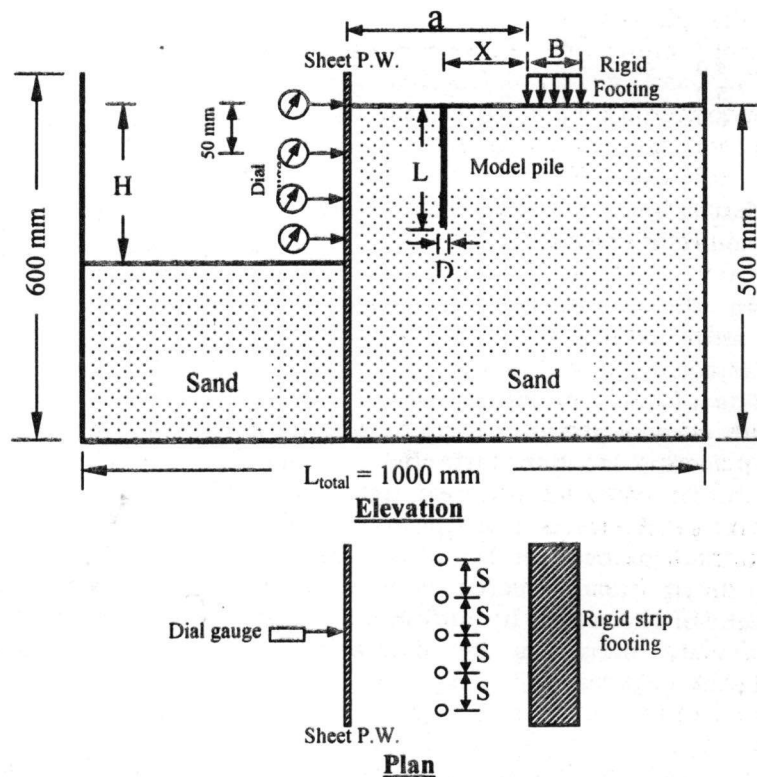 a
Sheet P.W.
X
B
Rigid
Footing
50 mm
Dial
H
L
Model pile
D
600 mm
500 mm
Sand
Sand
Ltotal = 1000 mm
Elevation
S
S
S
S
Dial gauge
Rigid strip
footing
Sheet P.W.
Plan